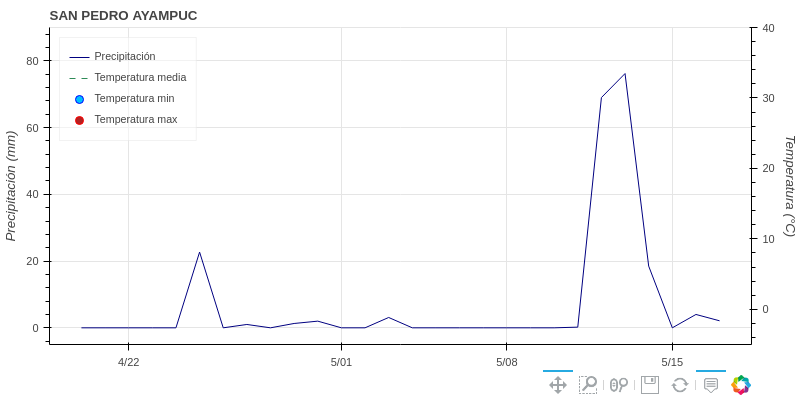 SAN PEDRO AYAMPUC
Precipitación
Temperatura media
Temperatura min
Temperatura max
Precipitación (mm)
80
60
40
20
0
40
30
20
10
0
Temperatura (°C)
4/22
5/01
5/08
5/15